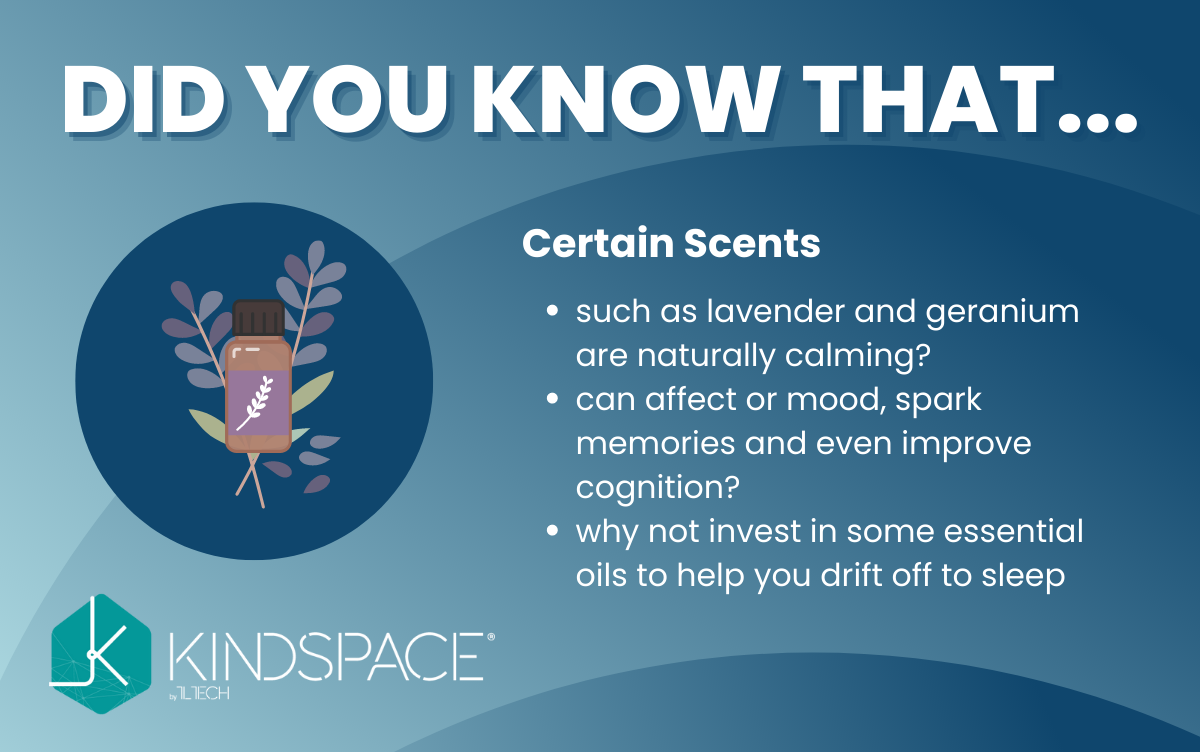 DID YOU KNOW THAT...
Certain Scents
• such as lavender and geranium
are naturally calming?
• can affect or mood, spark
memories and even improve
cognition?
• why not invest in some essential
oils to help you drift off to sleep
KINDSPACE®
by TLTECH